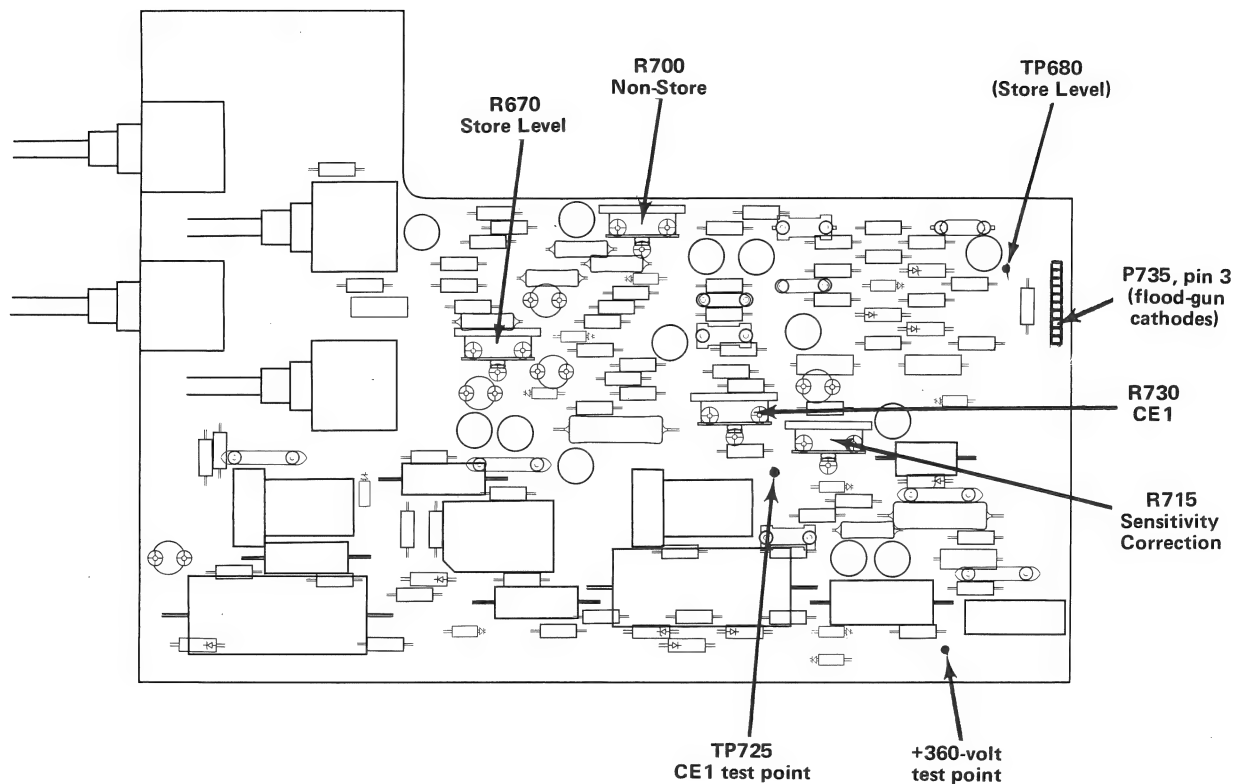 R700
Non-Store
TP680
(Store Level)
R670
Store Level
P735, pin 3
(flood-gun
cathodes)
R730
CE1
R715
Sensitivity
Correction
TP725
CE1 test point
+360-volt
test point